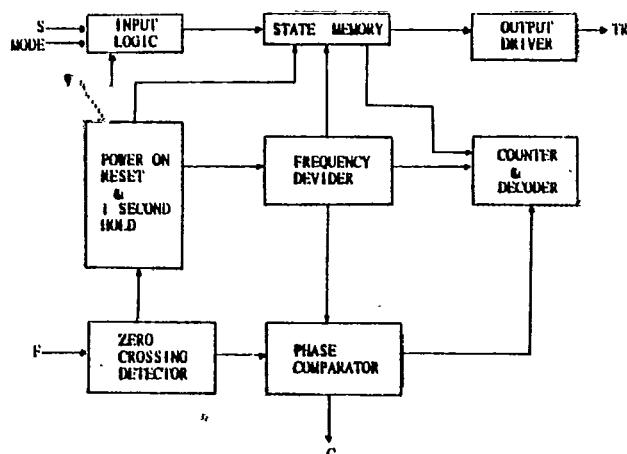 S
MODE
INPUT
LOGIC
STATE MEMORY
OUTPUT
DRIVER
TR
POWER ON
RESET
&
1 SECOND
HOLD
FREQUENCY
DEVIDER
COUNTER
&
DECODER
F
ZERO
CROSSING
DETECTOR
PHASE
COMPARATOR
C